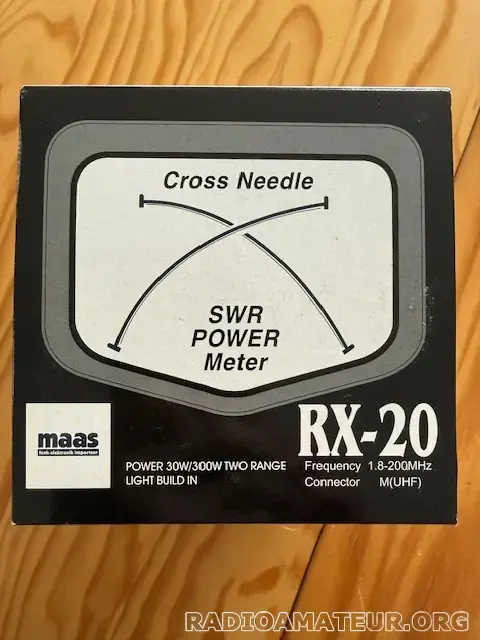 Cross Needle
SWR
POWER
Meter
maas
funk-elektronik importeur
RX-20
POWER 30W/300W TWO RANGE
LIGHT BUILD IN
Frequency 1.8-200MHz
Connector M(UHF)
RADIOAMATEUR.ORG